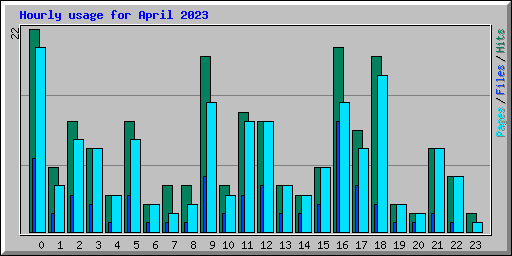 Hourly usage for April 2023
22
Pages / Files / Hits
0 1 2 3 4 5 6 7 8 9 10 11 12 13 14 15 16 17 18 19 20 21 22 23